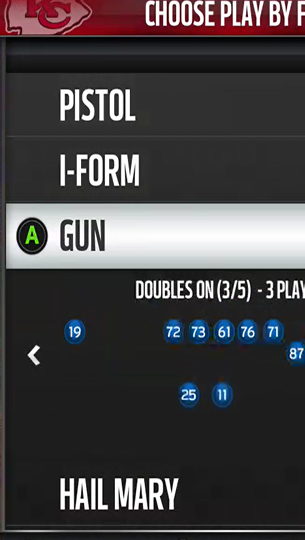 CHOOSE PLAY BY F
KC
PISTOL
I-FORM
A GUN
DOUBLES ON (3/5) - 3 PLAY
19 72 73 61 76 71
87
25 11
HAIL MARY